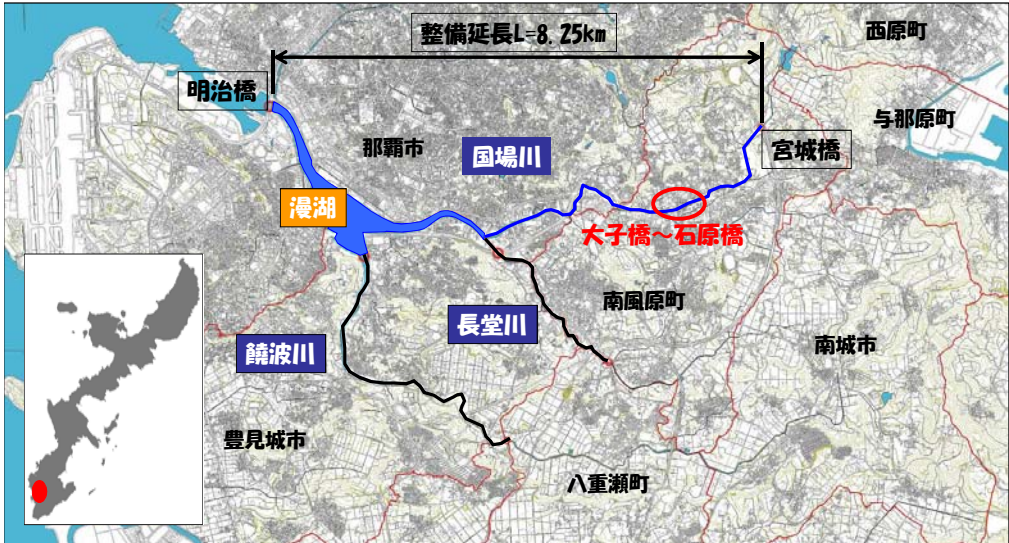 整備延長L=8.25km
西原町
明治橋
与那原町
那覇市
国場川
宮城橋
漫湖
大子橋～石原橋
南風原町
長堂川
南城市
饒波川
豊見城市
八重瀬町